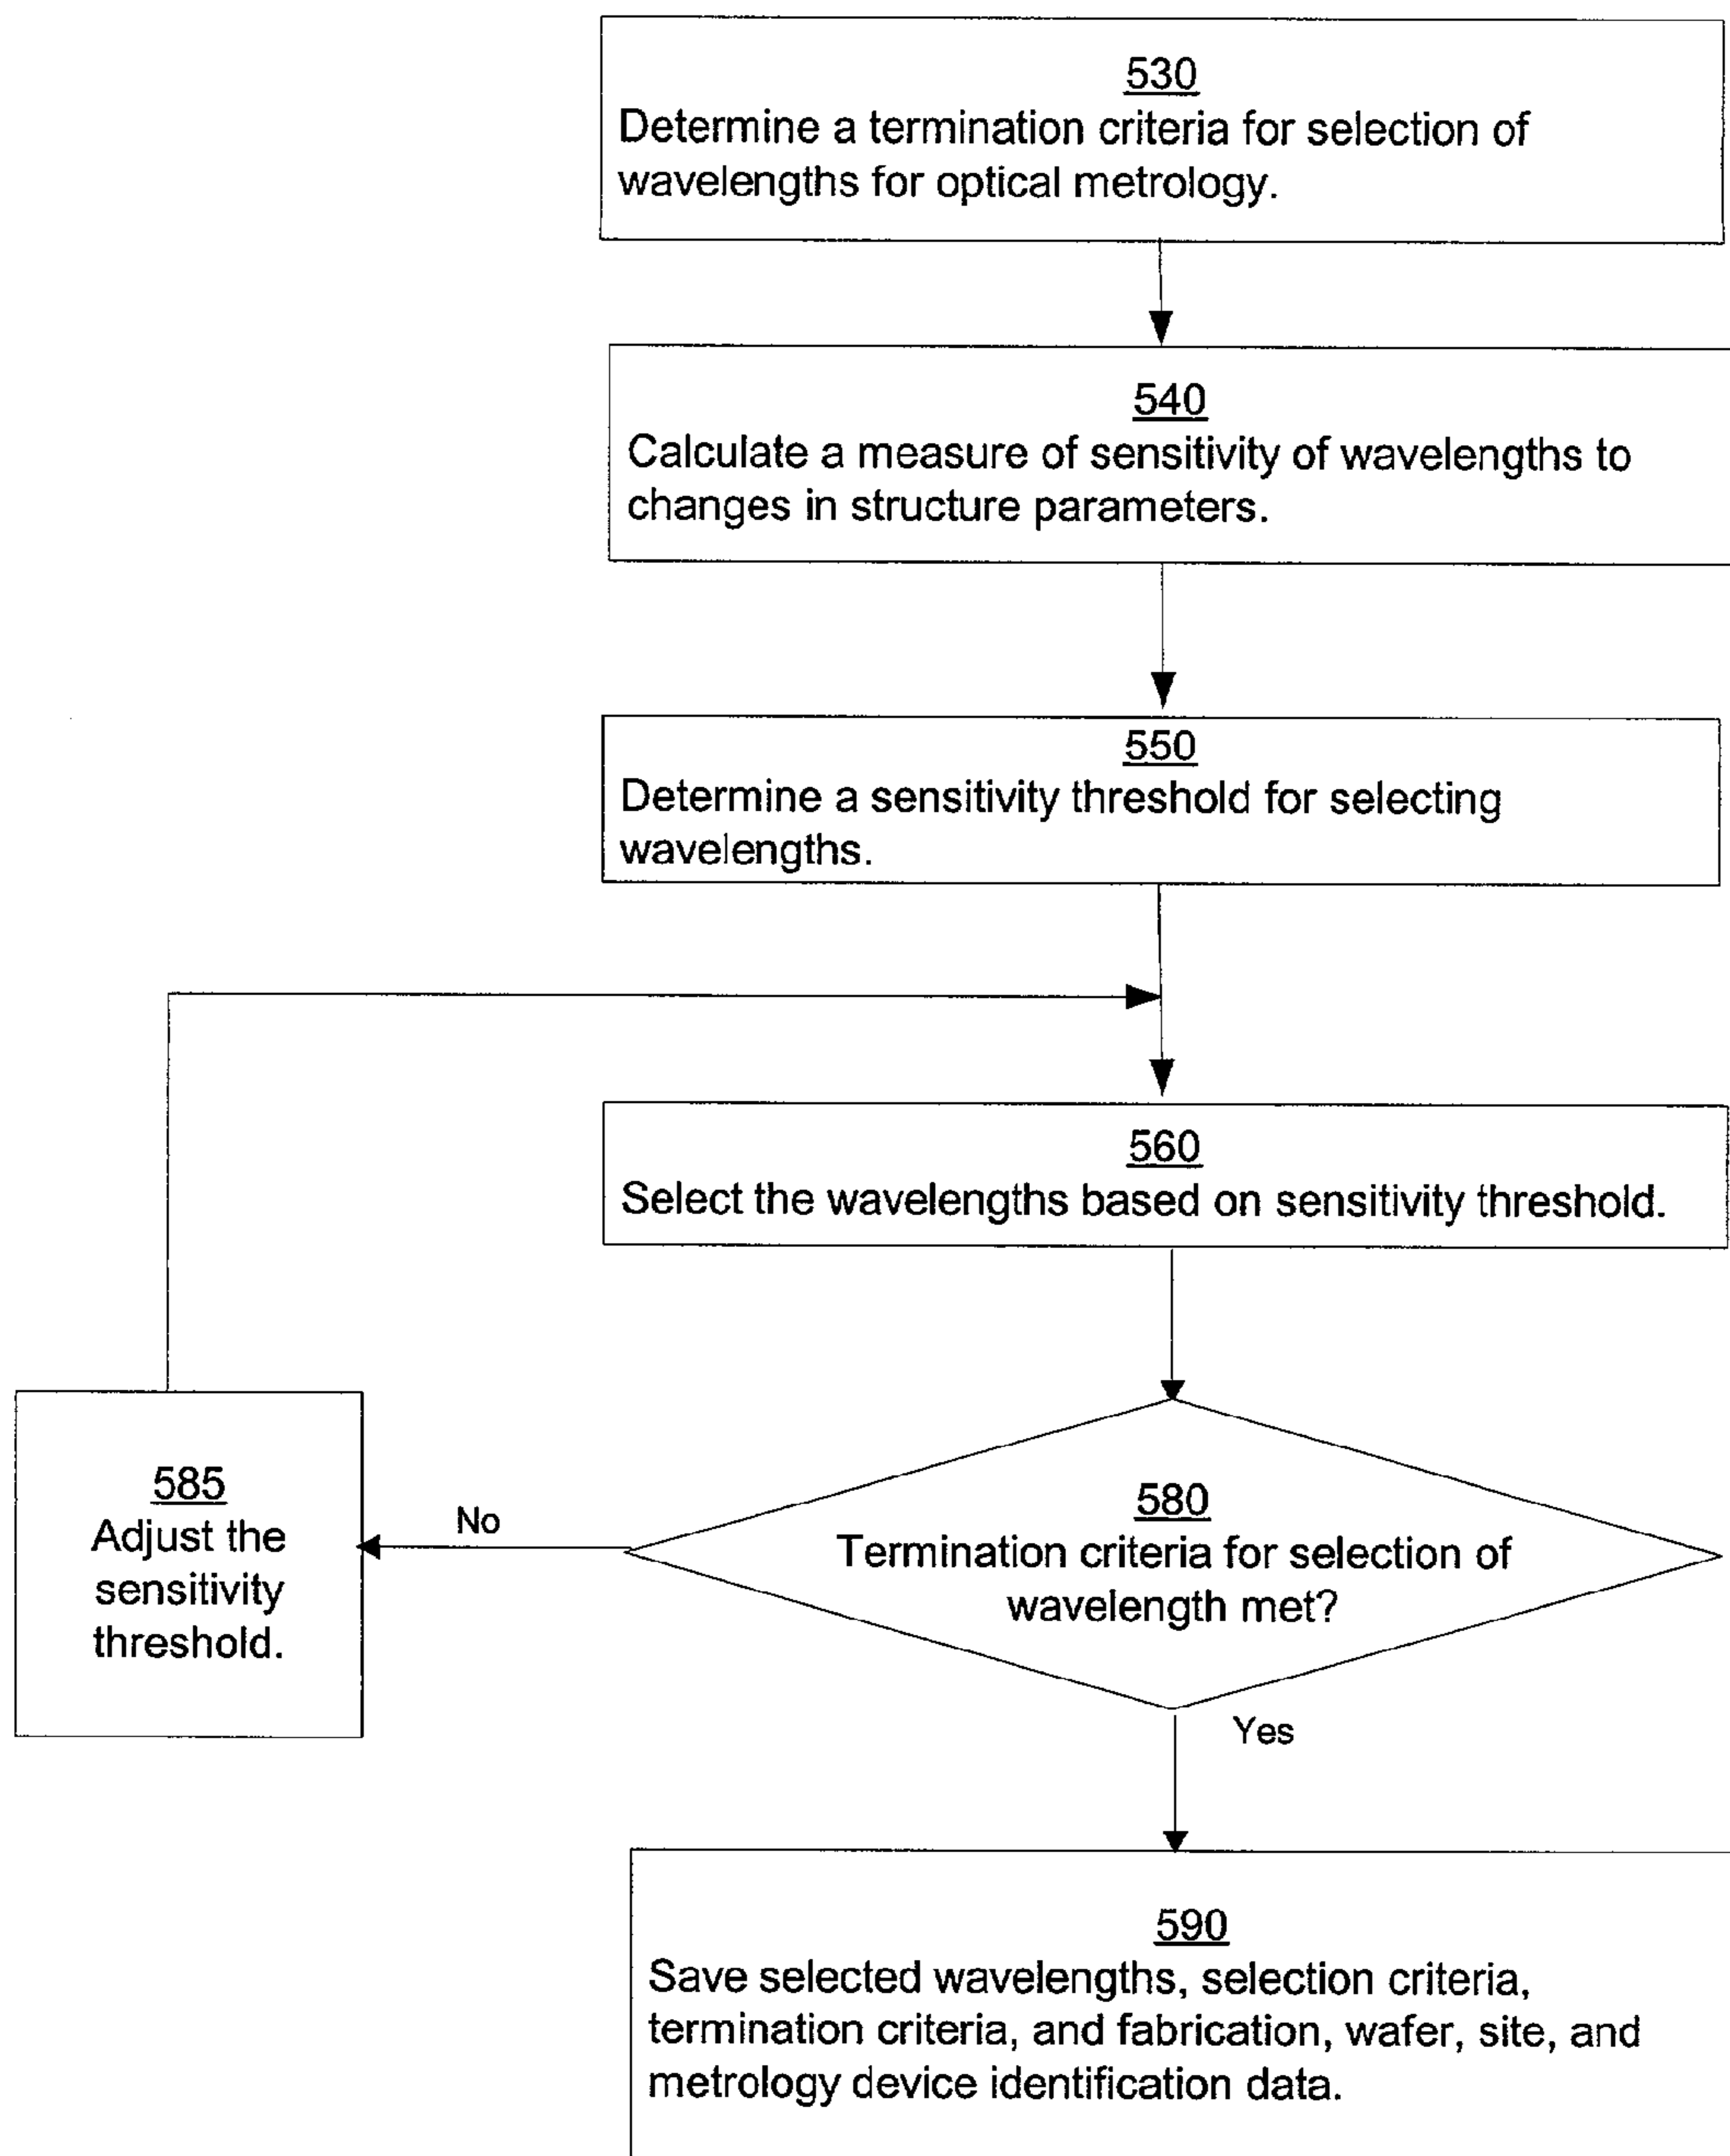 530
Determine a termination criteria for selection of
wavelengths for optical metrology.
540
Calculate a measure of sensitivity of wavelengths to
changes in structure parameters.
550
Determine a sensitivity threshold for selecting
wavelengths.
560
Select the wavelengths based on sensitivity threshold.
580
Termination criteria for selection of
wavelength met?
No
585
Adjust the
sensitivity
threshold.
Yes
590
Save selected wavelengths, selection criteria,
termination criteria, and fabrication, wafer, site, and
metrology device identification data.